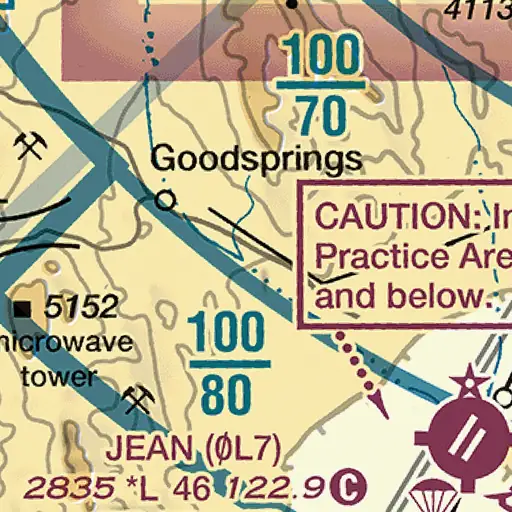 4113
100
70
Goodsprings
CAUTION: In
Practice Are
and below.
5152
microwave
tower
100
80
JEAN (ØL7)
2835 *L 46 122.9 C